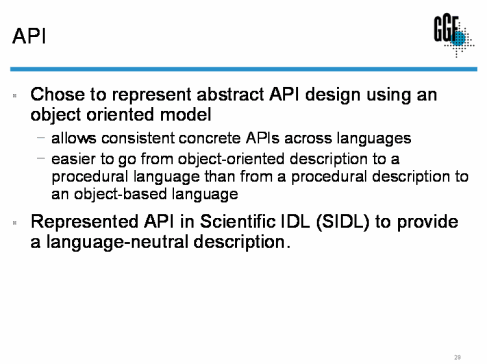 API
GGF
Chose to represent abstract API design using an
object oriented model
– allows consistent concrete APIs across languages
– easier to go from object-oriented description to a
procedural language than from a procedural description to
an object-based language
Represented API in Scientific IDL (SIDL) to provide
a language-neutral description.
29